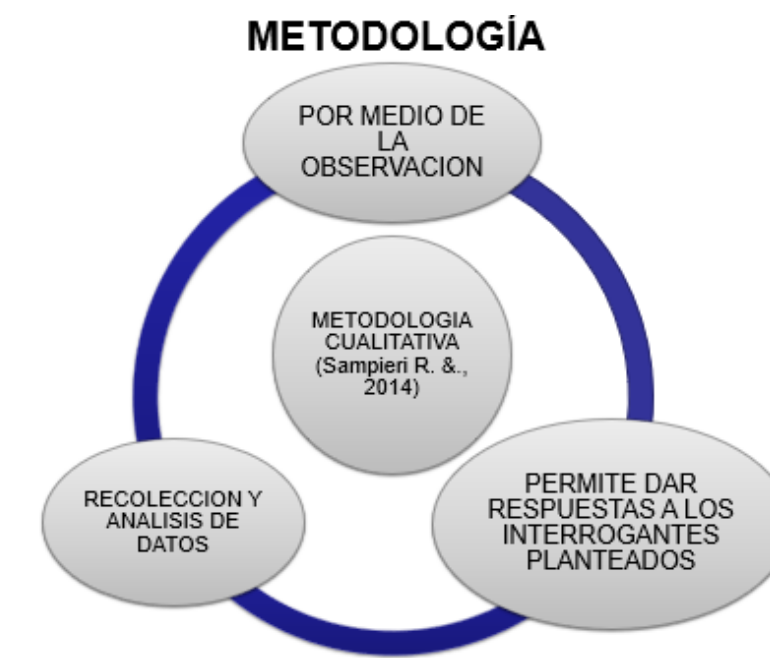 METODOLOGÍA
POR MEDIO DE
LA
OBSERVACION
METODOLOGIA
CUALITATIVA
(Sampieri R. &.,
2014)
RECOLECCION Y
ANALISIS DE
DATOS
PERMITE DAR
RESPUESTAS A LOS
INTERROGANTES
PLANTEADOS